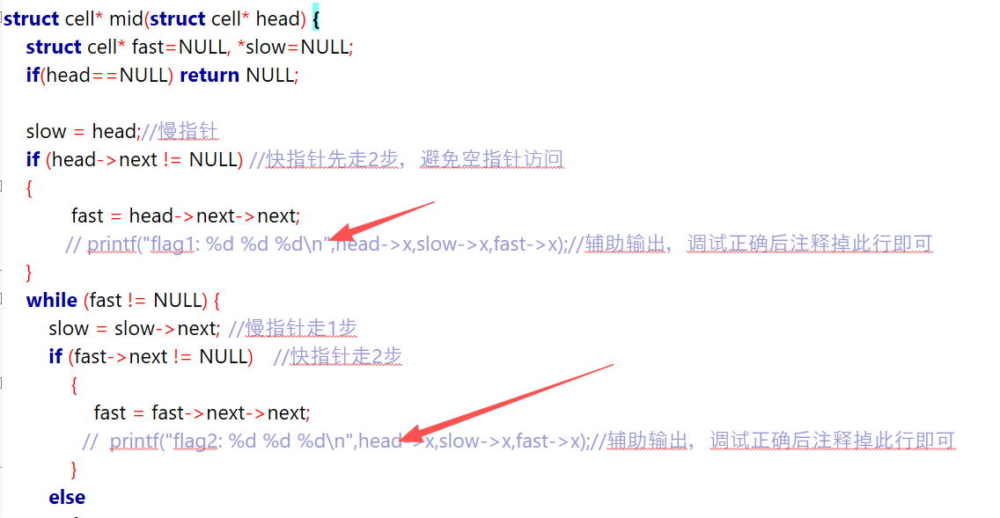 struct cell* mid(struct cell* head) {
struct cell* fast=NULL, *slow=NULL;
if(head==NULL) return NULL;
slow = head;//慢指针
if (head->next != NULL) //快指针先走2步，避免空指针访问
{
fast = head->next->next;
// printf("flag1: %d %d %d\n",head->x,slow->x,fast->x);//辅助输出，调试正确后注释掉此行即可
}
while (fast != NULL) {
slow = slow->next; //慢指针走1步
if (fast->next != NULL) //快指针走2步
{
fast = fast->next->next;
// printf("flag2: %d %d %d\n",head->x,slow->x,fast->x);//辅助输出，调试正确后注释掉此行即可
}
else